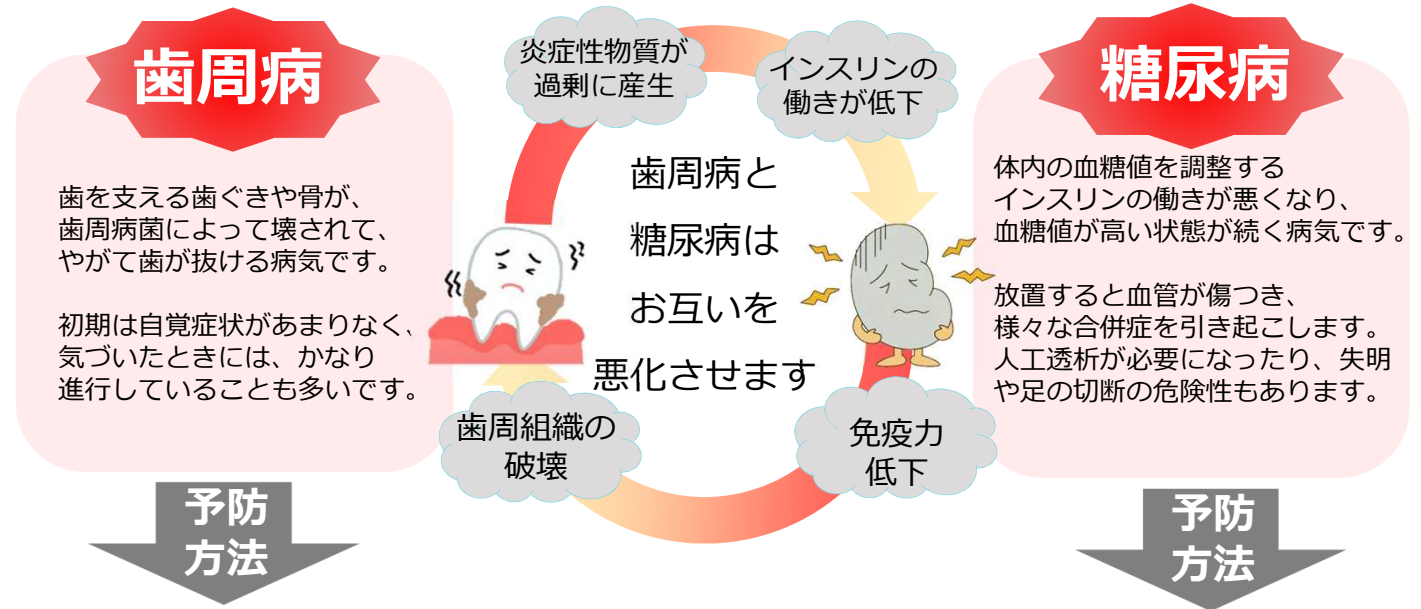 歯周病
歯を支える歯ぐきや骨が、
歯周病菌によって壊されて、
やがて歯が抜ける病気です。
初期は自覚症状があまりなく、
気づいたときには、かなり
進行していることも多いです。
予防
方法
炎症性物質が
過剰に産生
インスリンの
働きが低下
歯周病と
糖尿病は
お互いを
悪化させます
歯周組織の
破壊
免疫力
低下
糖尿病
体内の血糖値を調整する
インスリンの働きが悪くなり、
血糖値が高い状態が続く病気です。
放置すると血管が傷つき、
様々な合併症を引き起こします。
人工透析が必要になったり、失明
や足の切断の危険性もあります。
予防
方法